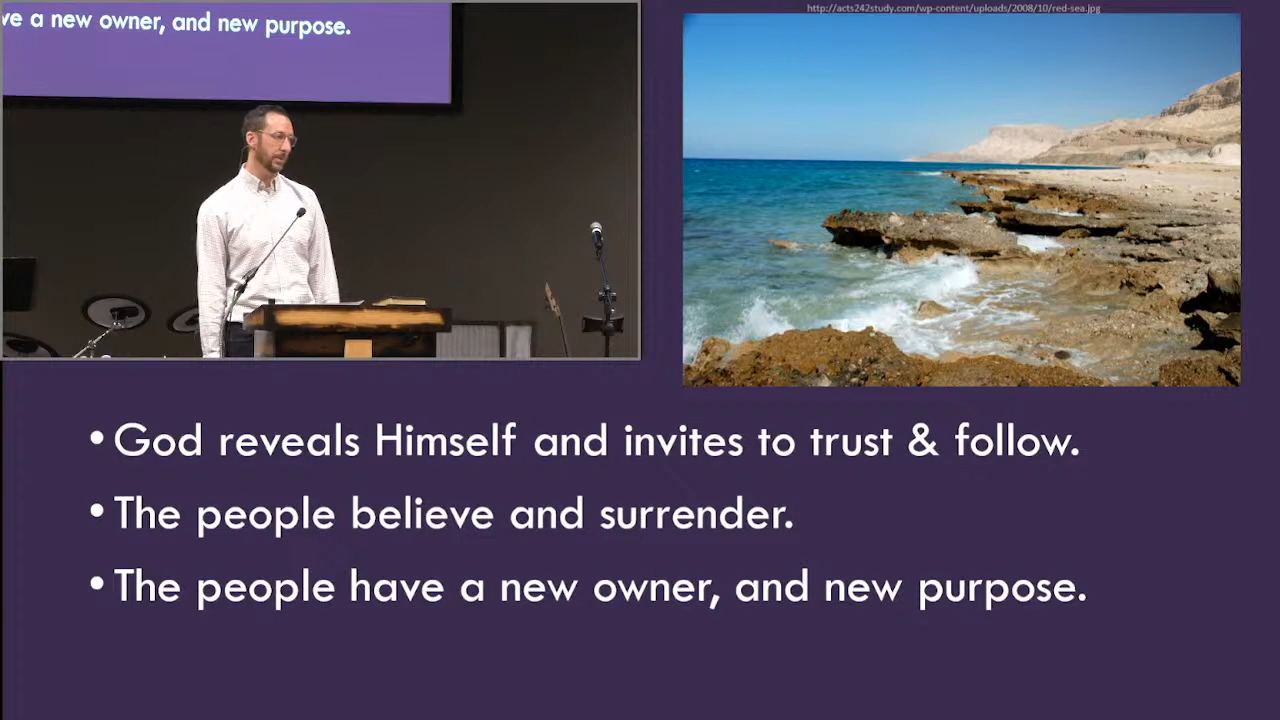 ve a new owner, and new purpose.
http://acts242study.com/wp-content/uploads/2008/10/red-sea.jpg
• God reveals Himself and invites to trust & follow.
• The people believe and surrender.
• The people have a new owner, and new purpose.